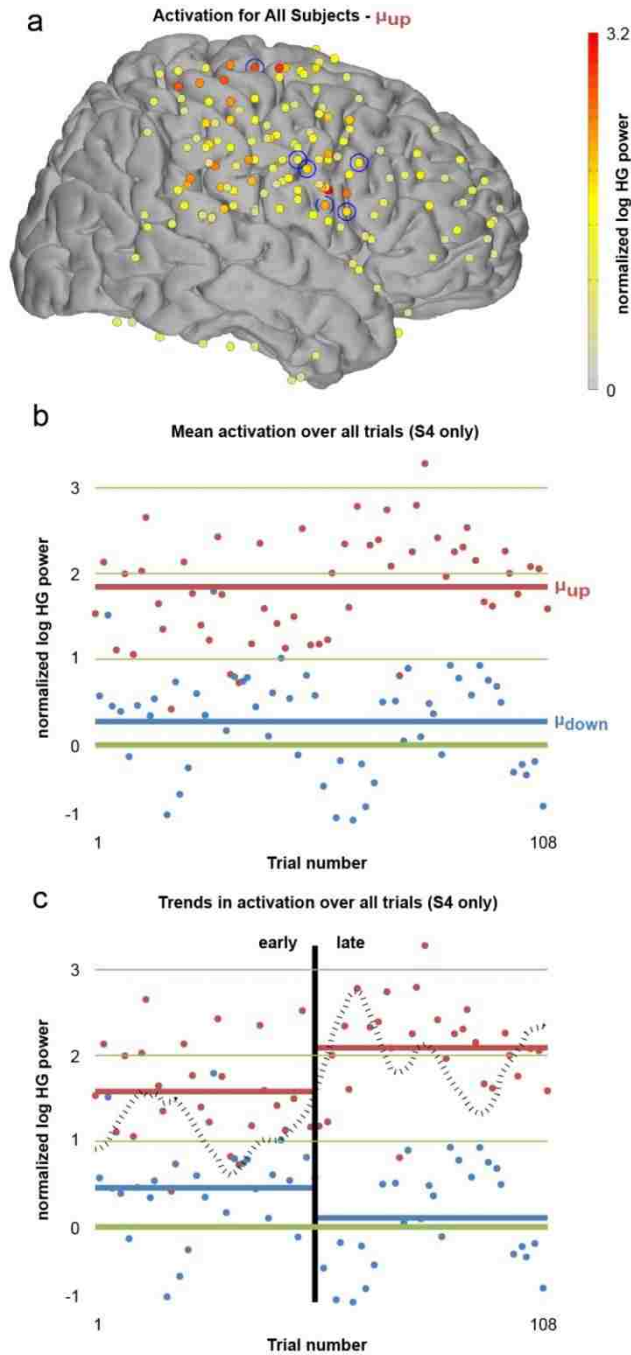 a
Activation for All Subjects - μup
3.2
normalized log HG power
0
b
Mean activation over all trials (S4 only)
normalized log HG power
3
2
1
0
-1
μup
μdown
1
108
Trial number
c
Trends in activation over all trials (S4 only)
early
late
normalized log HG power
3
2
1
0
-1
1
108
Trial number